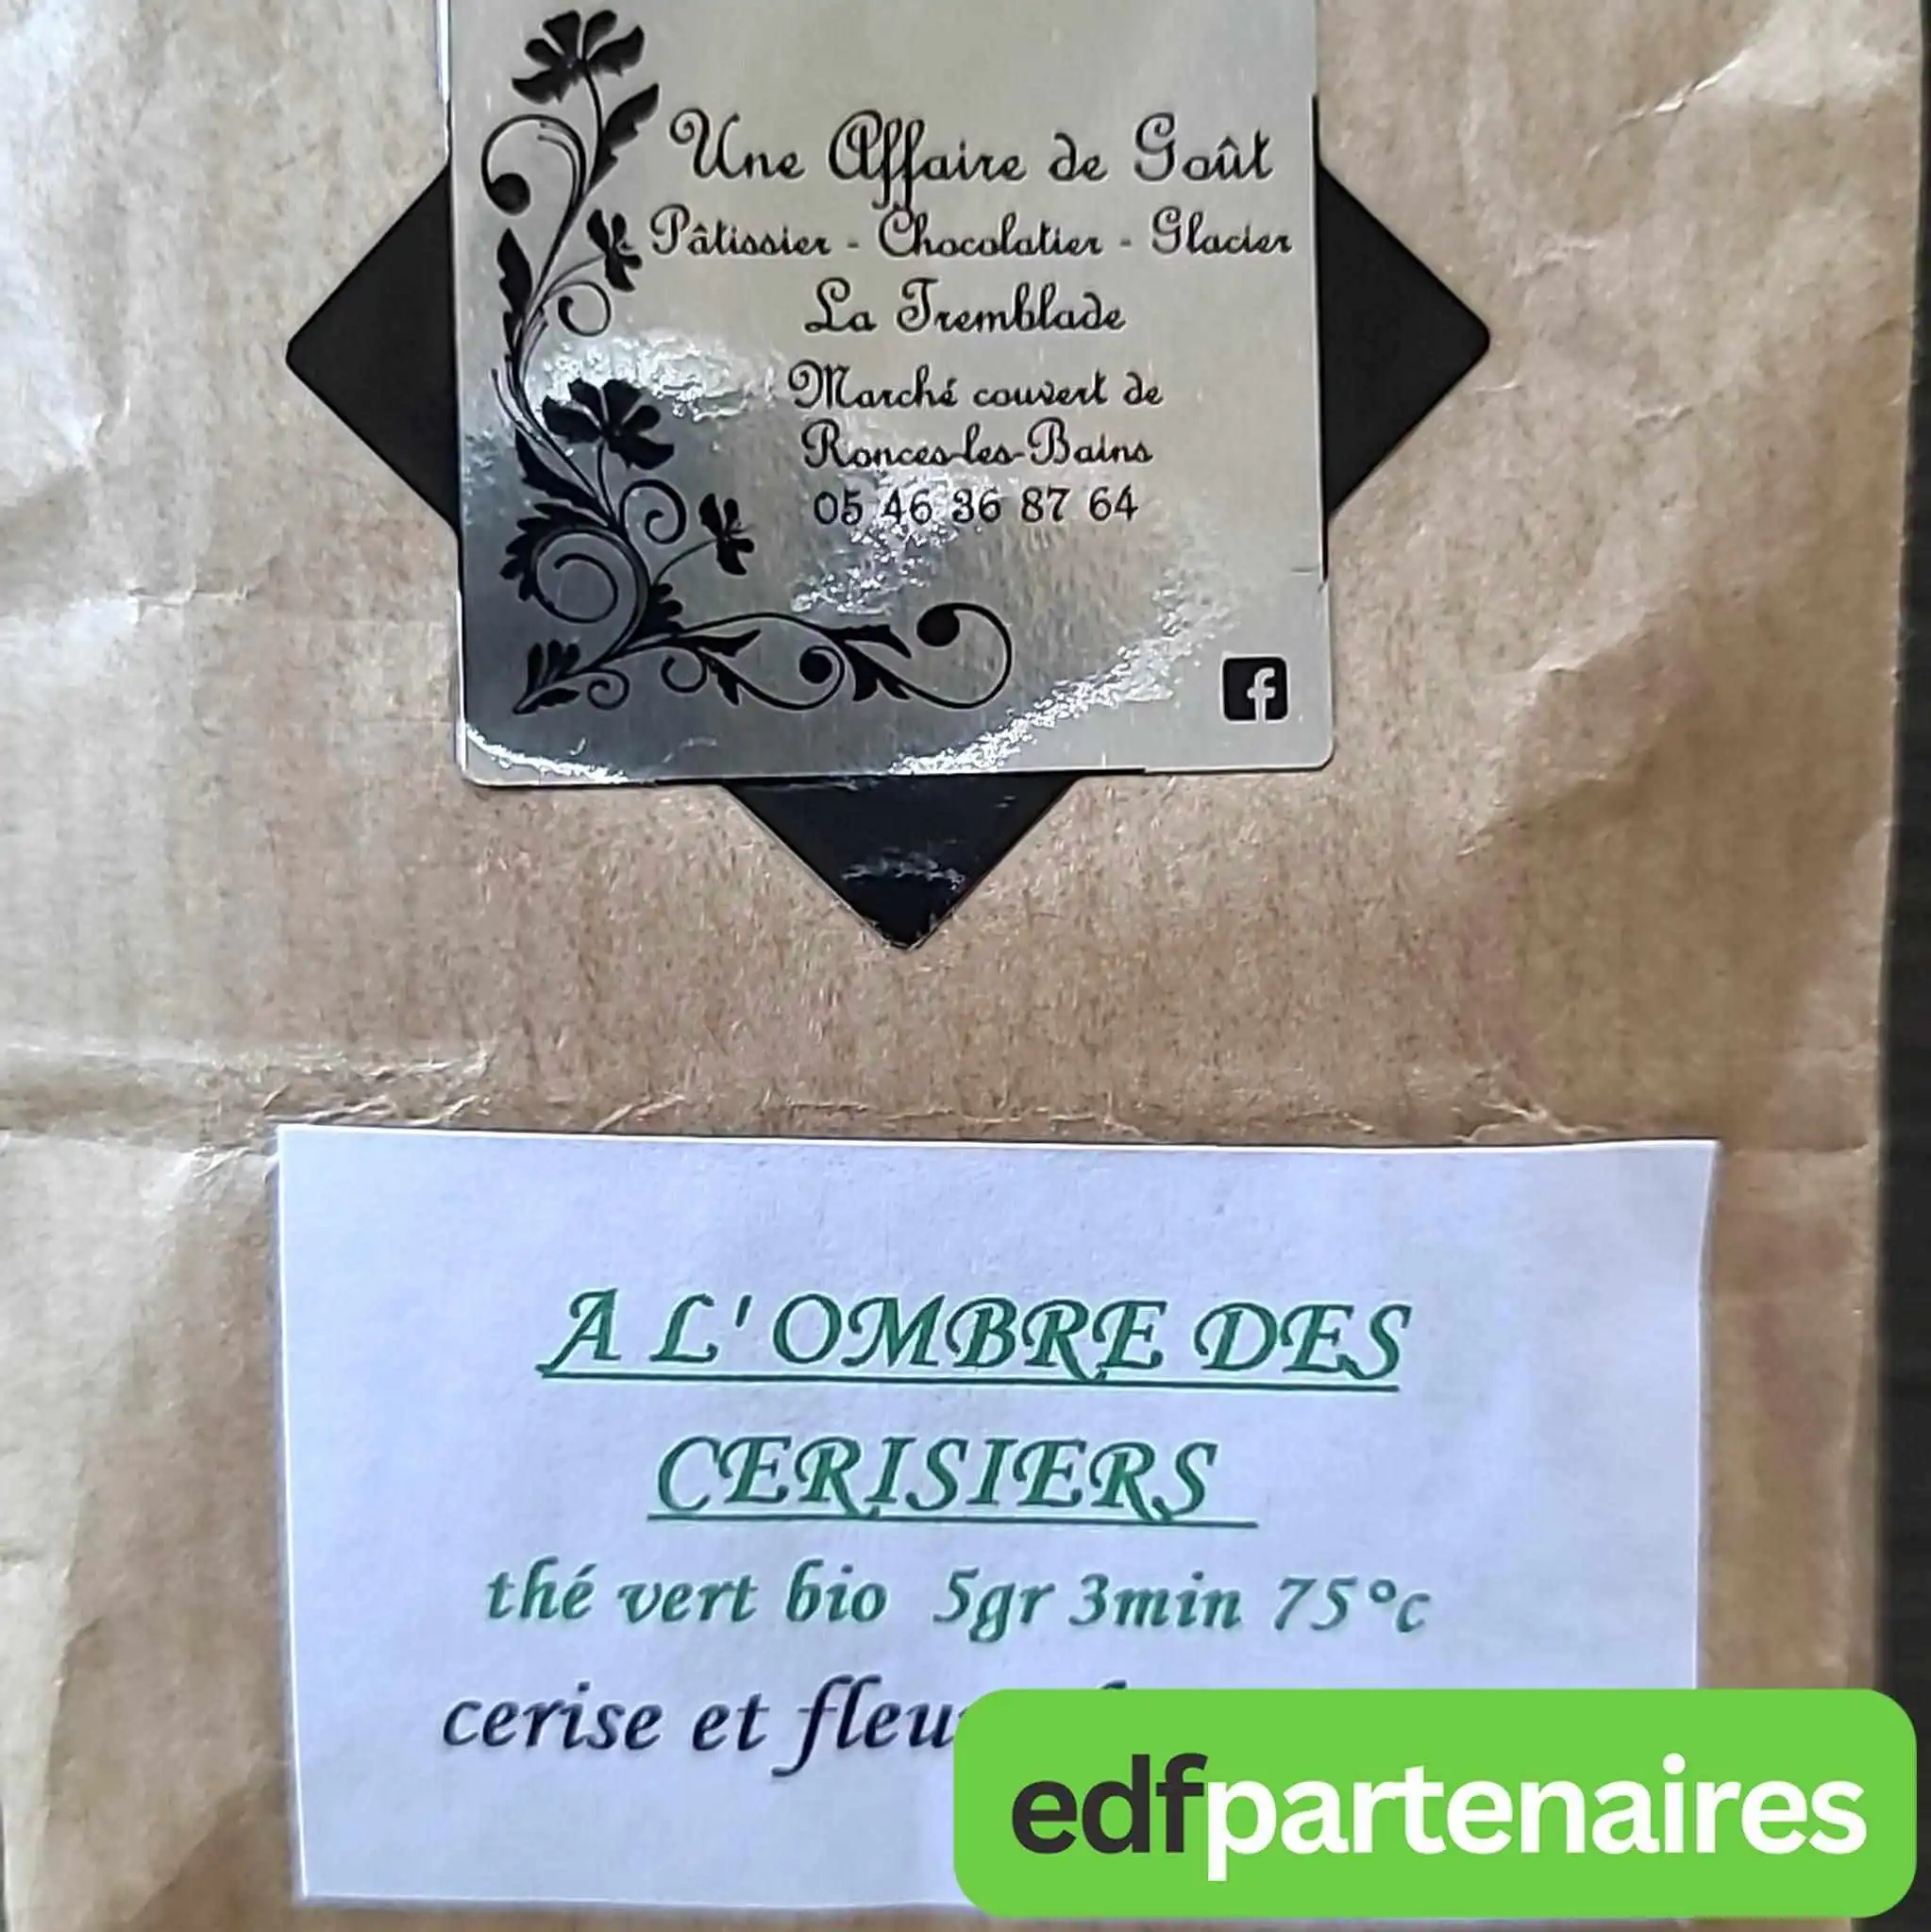 Une Affaire de Goût
Pâtissier - Chocolatier - Glacier
La Tremblade
Marché couvert de
Ronces-les-Bains
05 46 36 87 64
f
A L'OMBRE DES
CERISIERS
thé vert bio 5gr 3min 75°c
cerise et
edfpartenaires